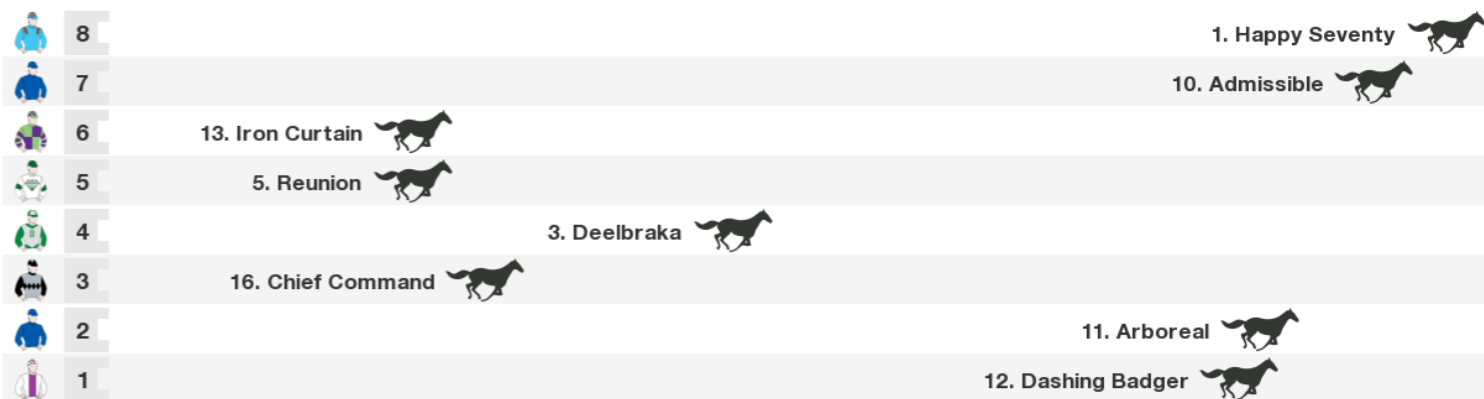 8 1. Happy Seventy
7 10. Admissible
6 13. Iron Curtain
5 5. Reunion
4 3. Deelbraka
3 16. Chief Command
2 11. Arboreal
1 12. Dashing Badger